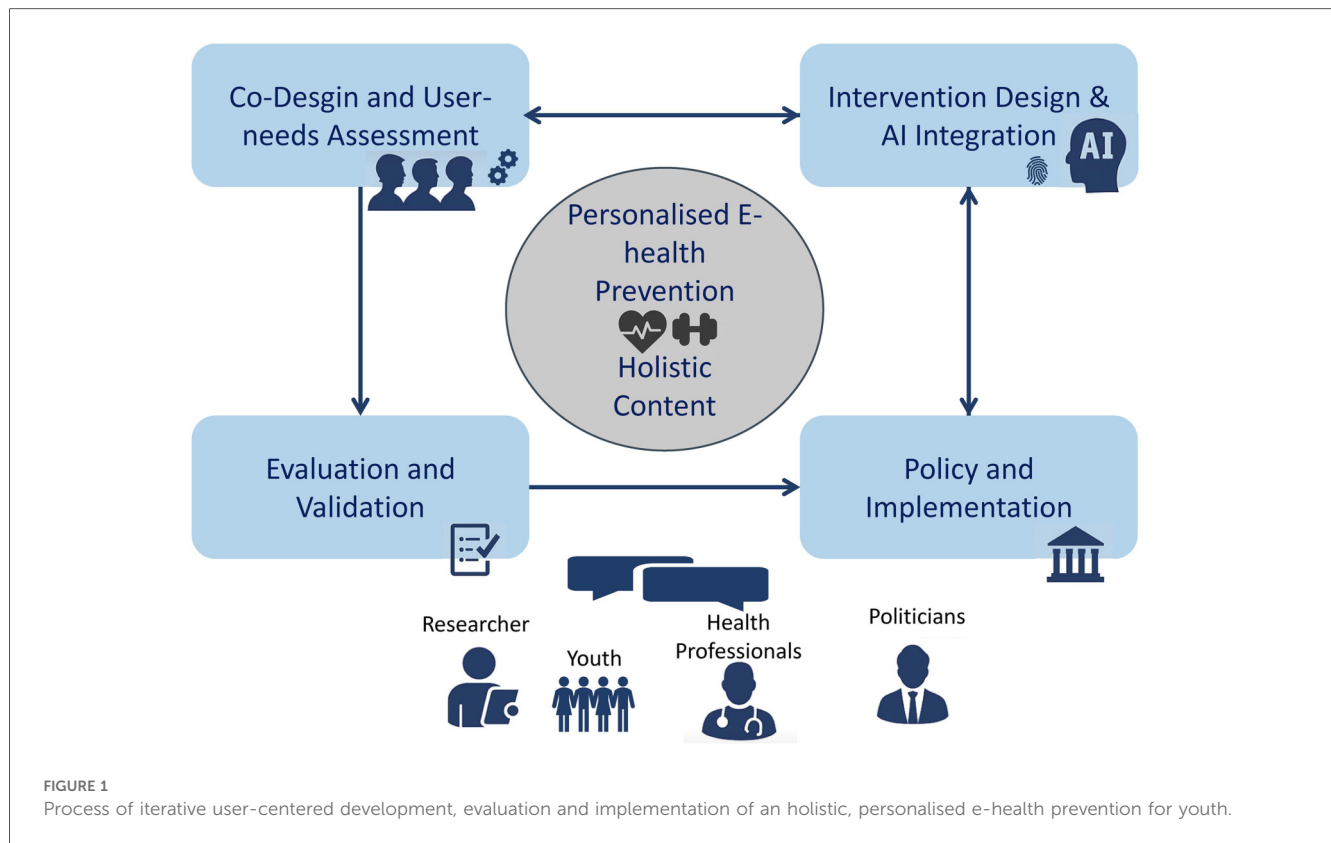 Co-Desgin and User-
needs Assessment
Intervention Design &
AI Integration
AI
Personalised E-
health
Prevention
Holistic
Content
Evaluation and
Validation
Policy and
Implementation
Researcher
Youth
Health
Professionals
Politicians
FIGURE 1
Process of iterative user-centered development, evaluation and implementation of an holistic, personalised e-health prevention for youth.